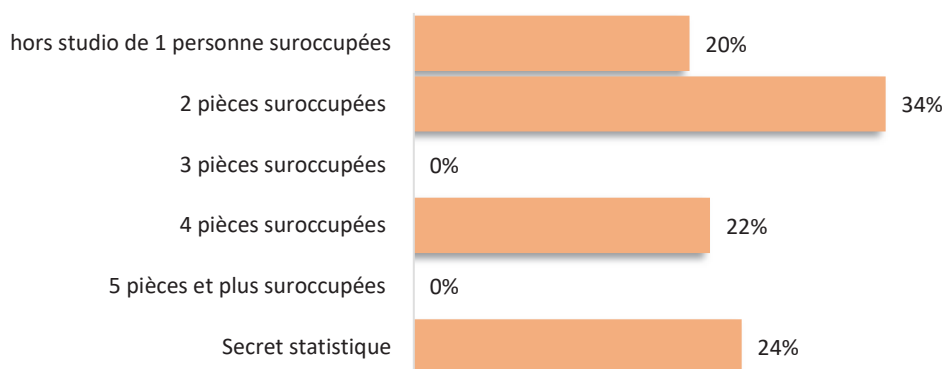 hors studio de 1 personne suroccupées 20%
2 pièces suroccupées 34%
3 pièces suroccupées 0%
4 pièces suroccupées 22%
5 pièces et plus suroccupées 0%
Secret statistique 24%